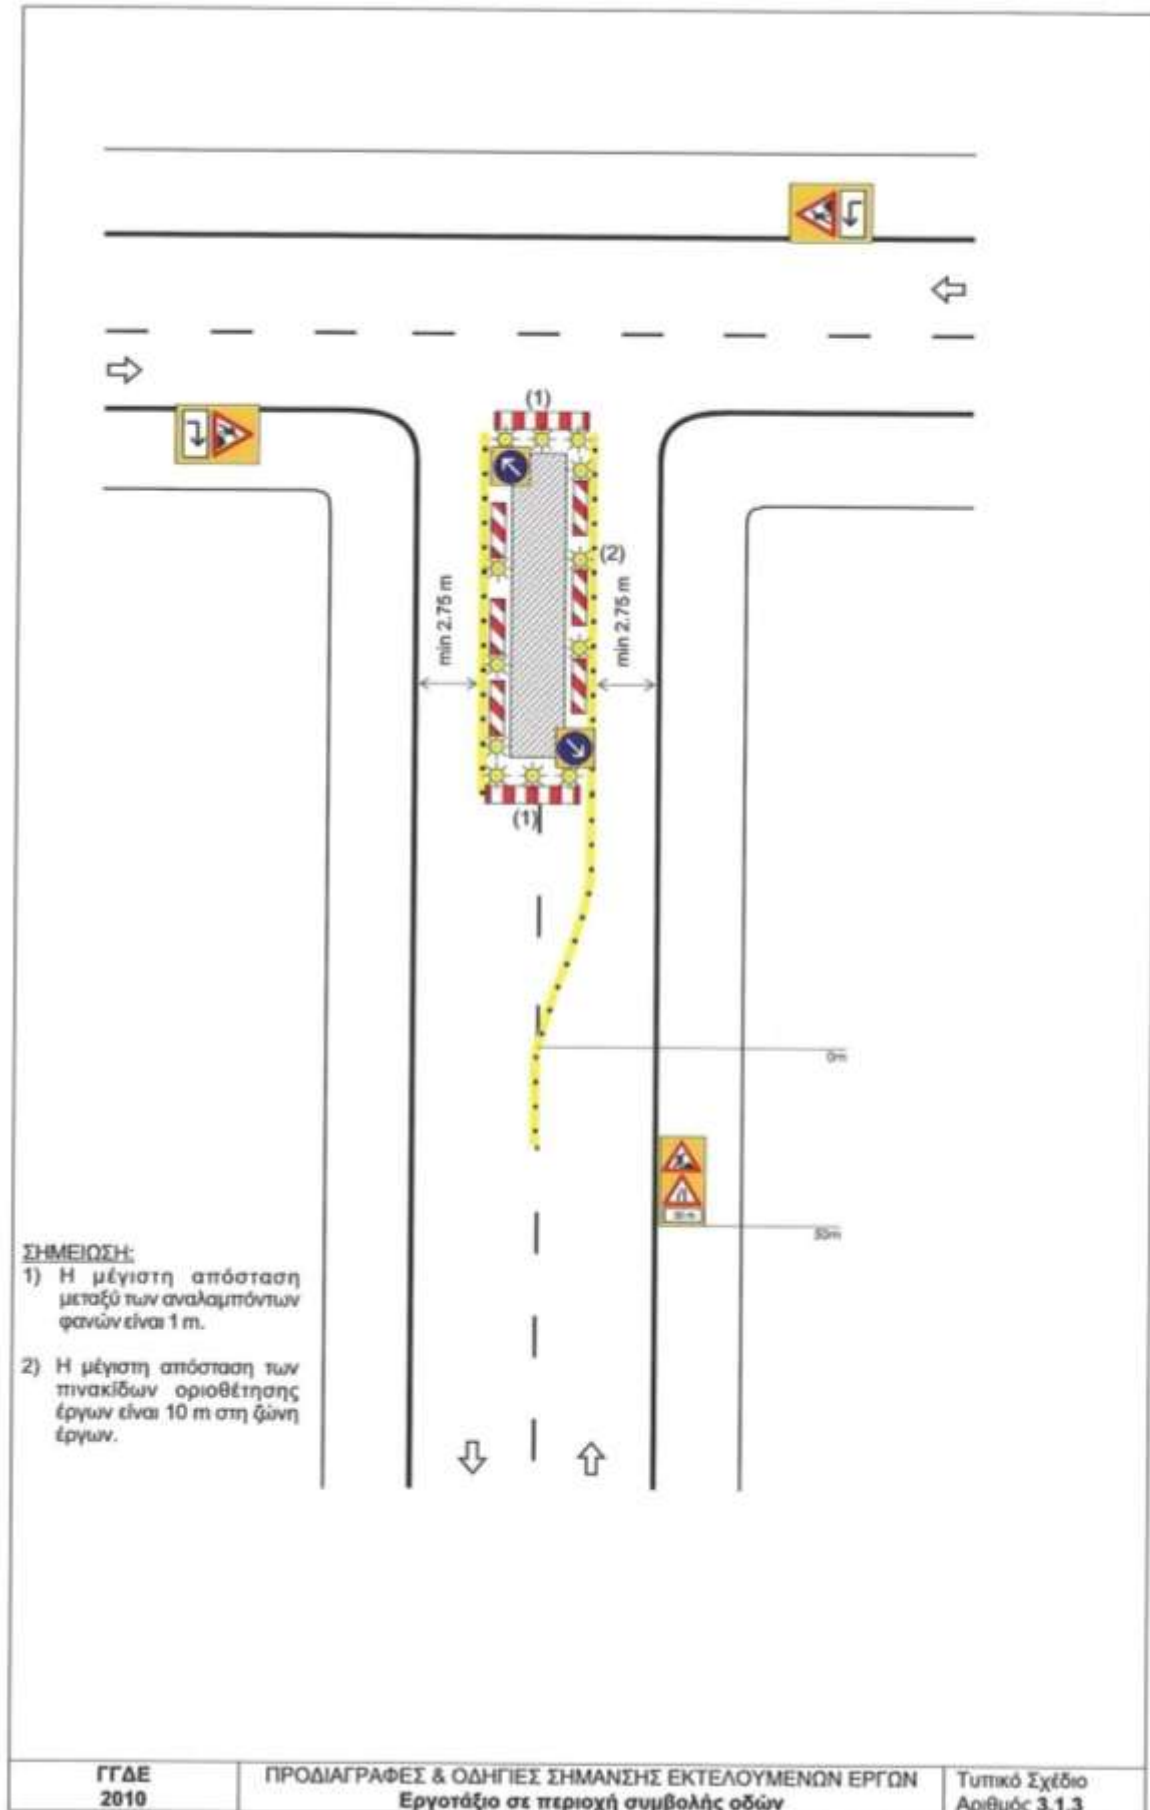 (1)
(2)
min 2.75 m
min 2.75 m
(1)
0m
50m
ΣΗΜΕΙΩΣΗ:
1) Η μέγιστη απόσταση
μεταξύ των αναλαμπόντων
φανών είναι 1 m.
2) Η μέγιστη απόσταση των
πινακίδων οριοθέτησης
έργων είναι 10 m στη ζώνη
έργων.
ΓΓΔΕ
2010
ΠΡΟΔΙΑΓΡΑΦΕΣ & ΟΔΗΓΙΕΣ ΣΗΜΑΝΣΗΣ ΕΚΤΕΛΟΥΜΕΝΩΝ ΕΡΓΩΝ
Εργοτάξιο σε περιοχή συμβολής οδών
Τυπικό Σχέδιο
Αριθμός 3.1.3